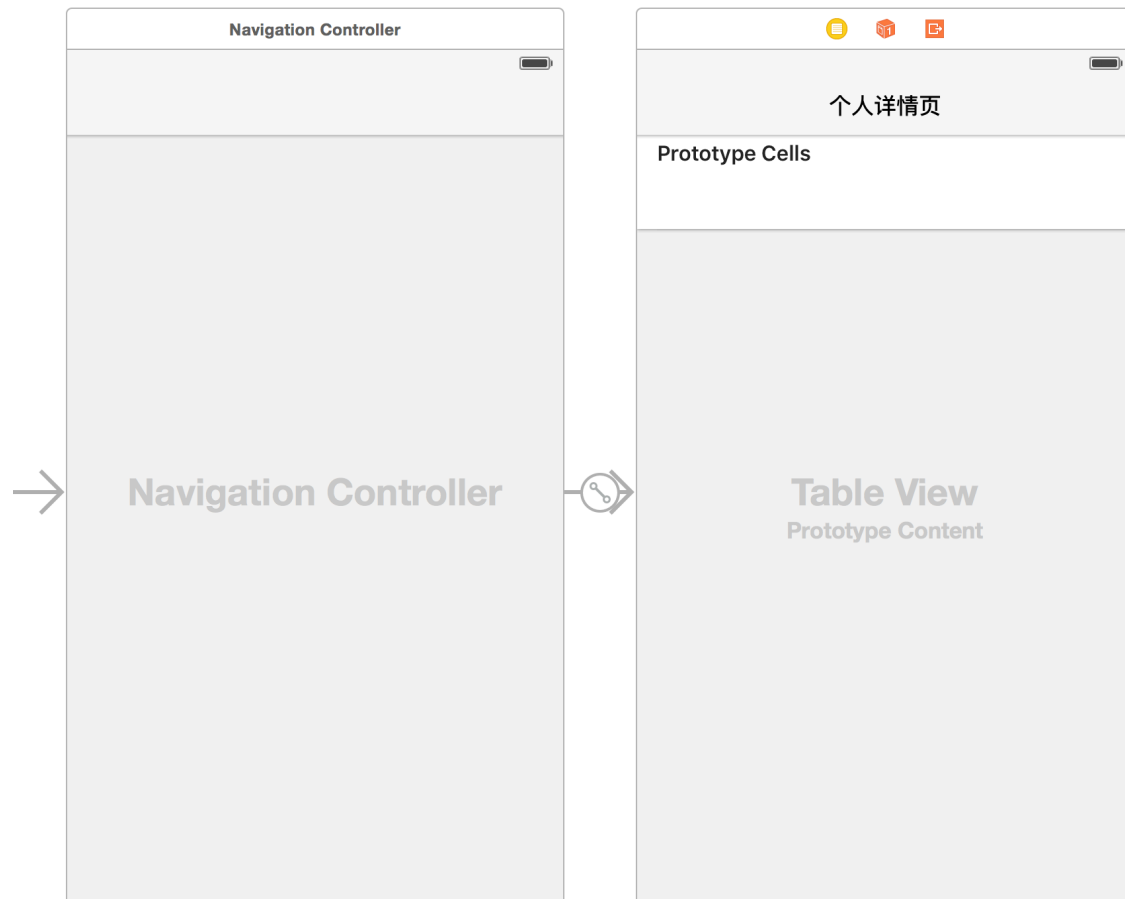 Navigation Controller
个人详情页
Prototype Cells
Navigation Controller
Table View
Prototype Content